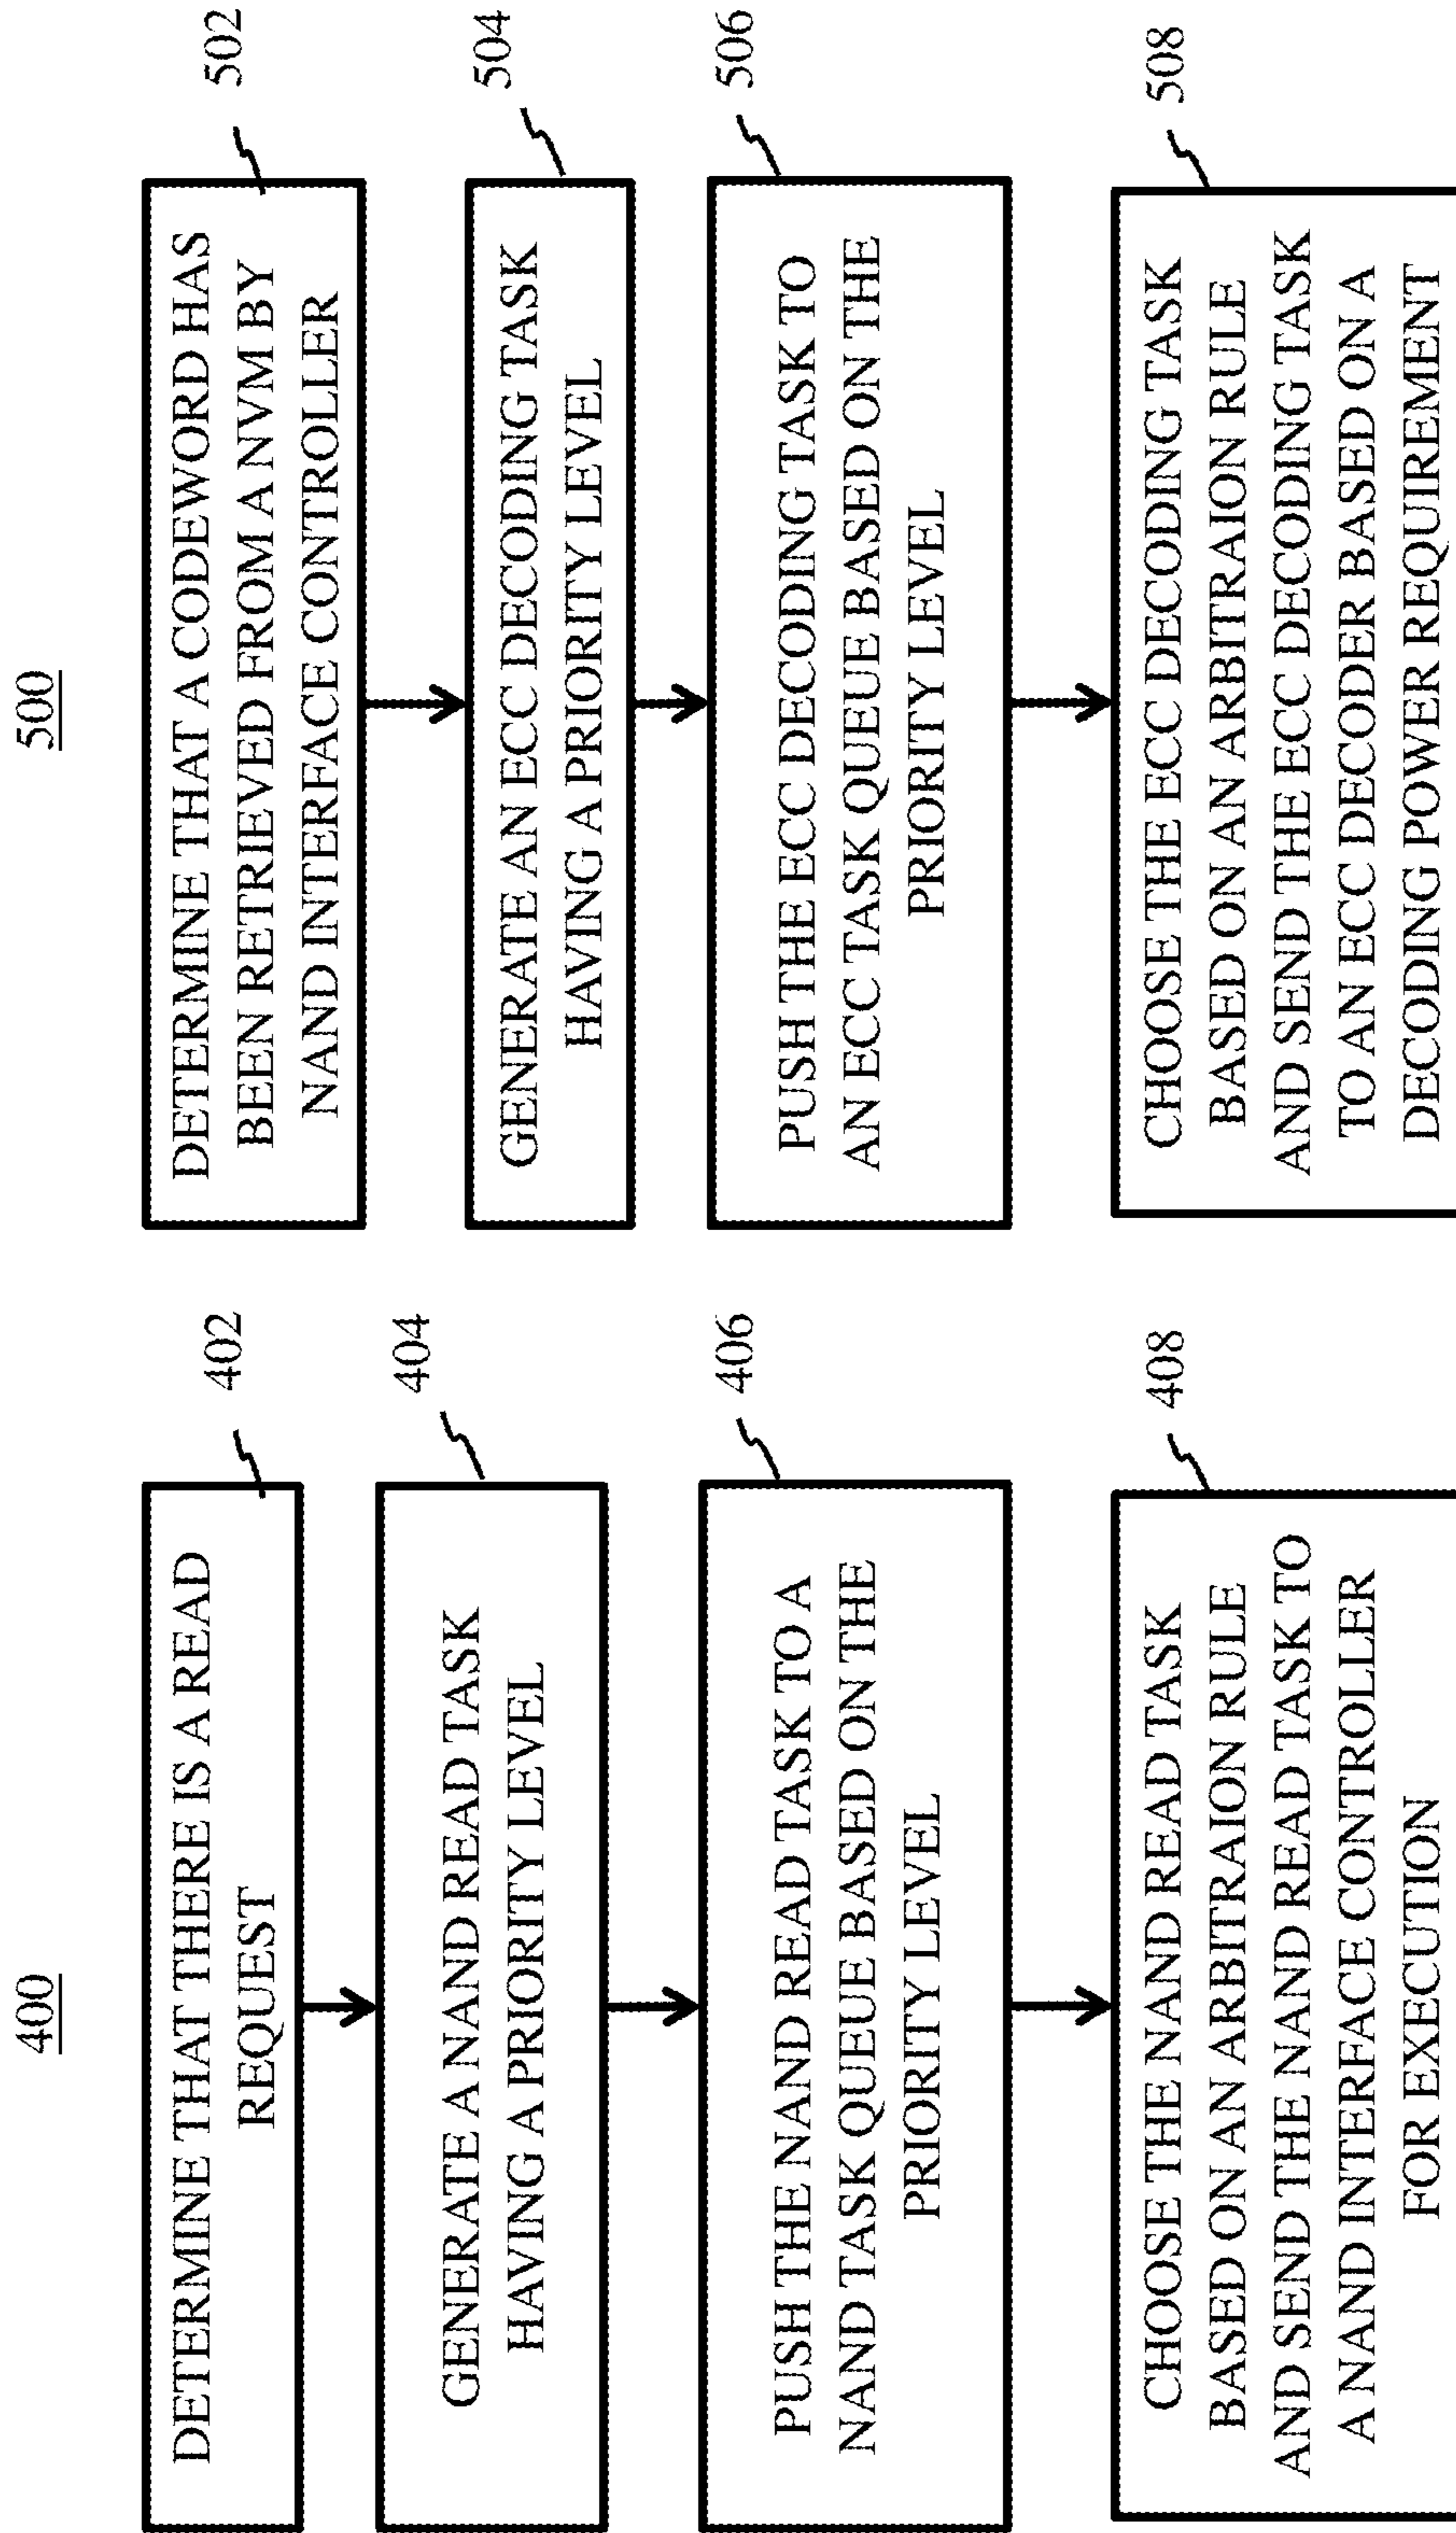 400
DETERMINE THAT THERE IS A READ
REQUEST
402
GENERATE A NAND READ TASK
HAVING A PRIORITY LEVEL
404
PUSH THE NAND READ TASK TO A
NAND TASK QUEUE BASED ON THE
PRIORITY LEVEL
406
CHOOSE THE NAND READ TASK
BASED ON AN ARBITRAION RULE
AND SEND THE NAND READ TASK TO
A NAND INTERFACE CONTROLLER
FOR EXECUTION
408
500
DETERMINE THAT A CODEWORD HAS
BEEN RETRIEVED FROM A NVM BY
NAND INTERFACE CONTROLLER
502
GENERATE AN ECC DECODING TASK
HAVING A PRIORITY LEVEL
504
PUSH THE ECC DECODING TASK TO
AN ECC TASK QUEUE BASED ON THE
PRIORITY LEVEL
506
CHOOSE THE ECC DECODING TASK
BASED ON AN ARBITRAION RULE
AND SEND THE ECC DECODING TASK
TO AN ECC DECODER BASED ON A
DECODING POWER REQUIREMENT
508